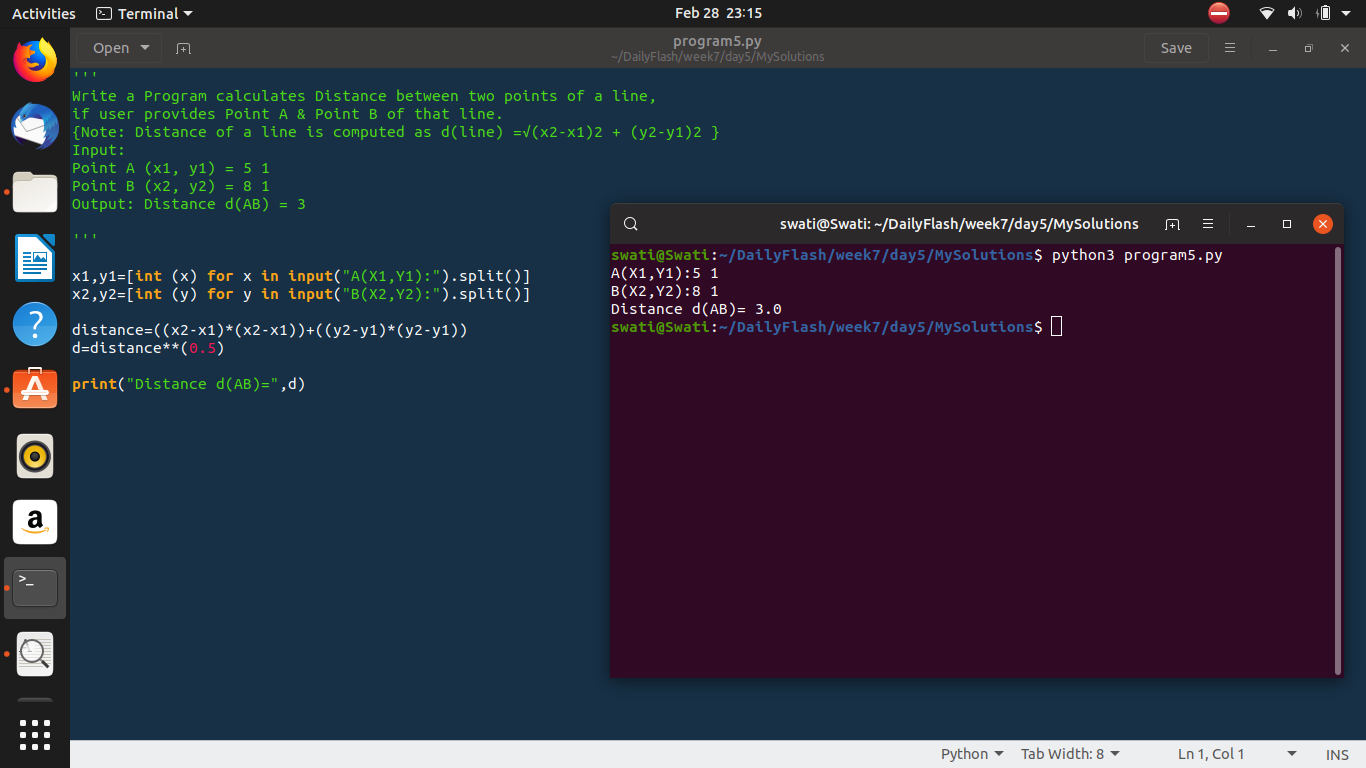 Activities Terminal Feb 28 23:15
Open program5.py Save
~/DailyFlash/week7/day5/MySolutions
'''
Write a Program calculates Distance between two points of a line,
if user provides Point A & Point B of that line.
{Note: Distance of a line is computed as d(line) =√(x2-x1)2 + (y2-y1)2 }
Input:
Point A (x1, y1) = 5 1
Point B (x2, y2) = 8 1
Output: Distance d(AB) = 3
'''
x1,y1=[int (x) for x in input("A(X1,Y1):").split()]
x2,y2=[int (y) for y in input("B(X2,Y2):").split()]
distance=((x2-x1)*(x2-x1))+((y2-y1)*(y2-y1))
d=distance**(0.5)
print("Distance d(AB)=",d)
swati@Swati: ~/DailyFlash/week7/day5/MySolutions
swati@Swati:~/DailyFlash/week7/day5/MySolutions$ python3 program5.py
A(X1,Y1):5 1
B(X2,Y2):8 1
Distance d(AB)= 3.0
swati@Swati:~/DailyFlash/week7/day5/MySolutions$
?
a
>_
Python Tab Width: 8 Ln 1, Col 1 INS